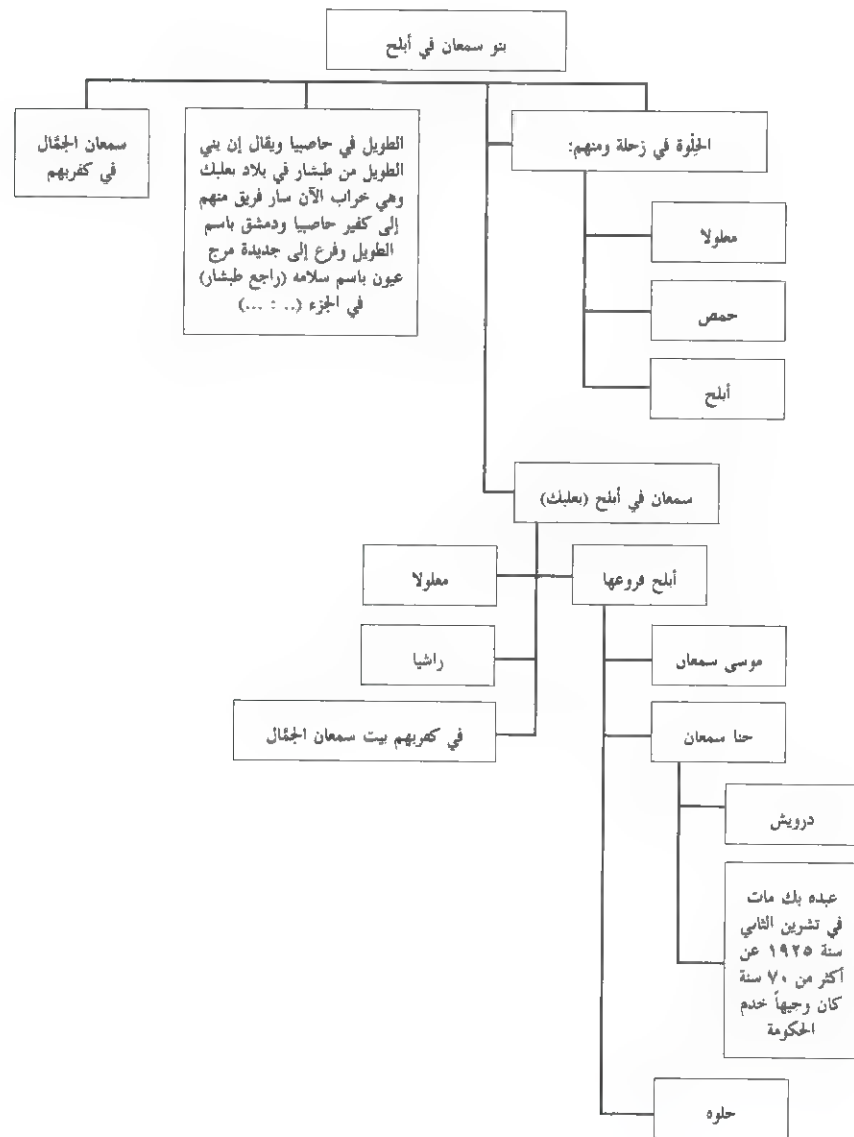 بنو سمعان في أبلح
الحِلْوة في زحلة ومنهم:
معلولا
حمص
أبلح
الطويل في حاصبيا ويقال إن بني
الطويل من طبشار في بلاد بعلبك
وهي خراب الآن سار فريق منهم
إلى كفير حاصبيا ودمشق باسم
الطويل وفرع إلى جديدة مرج
عيون باسم سلامه (راجع طبشار)
في الجزء (.. : ...)
سمعان الجمَّال
في كفربهم
سمعان في أبلح (بعلبك)
أبلح فروعها
معلولا
راشيا
في كفربهم بيت سمعان الجمَّال
موسى سمعان
حنا سمعان
درويش
عبده بك مات
في تشرين الثاني
سنة ١٩٢٥ عن
أكثر من ٧٠ سنة
كان وجيهاً خدم
الحكومة
حلوه